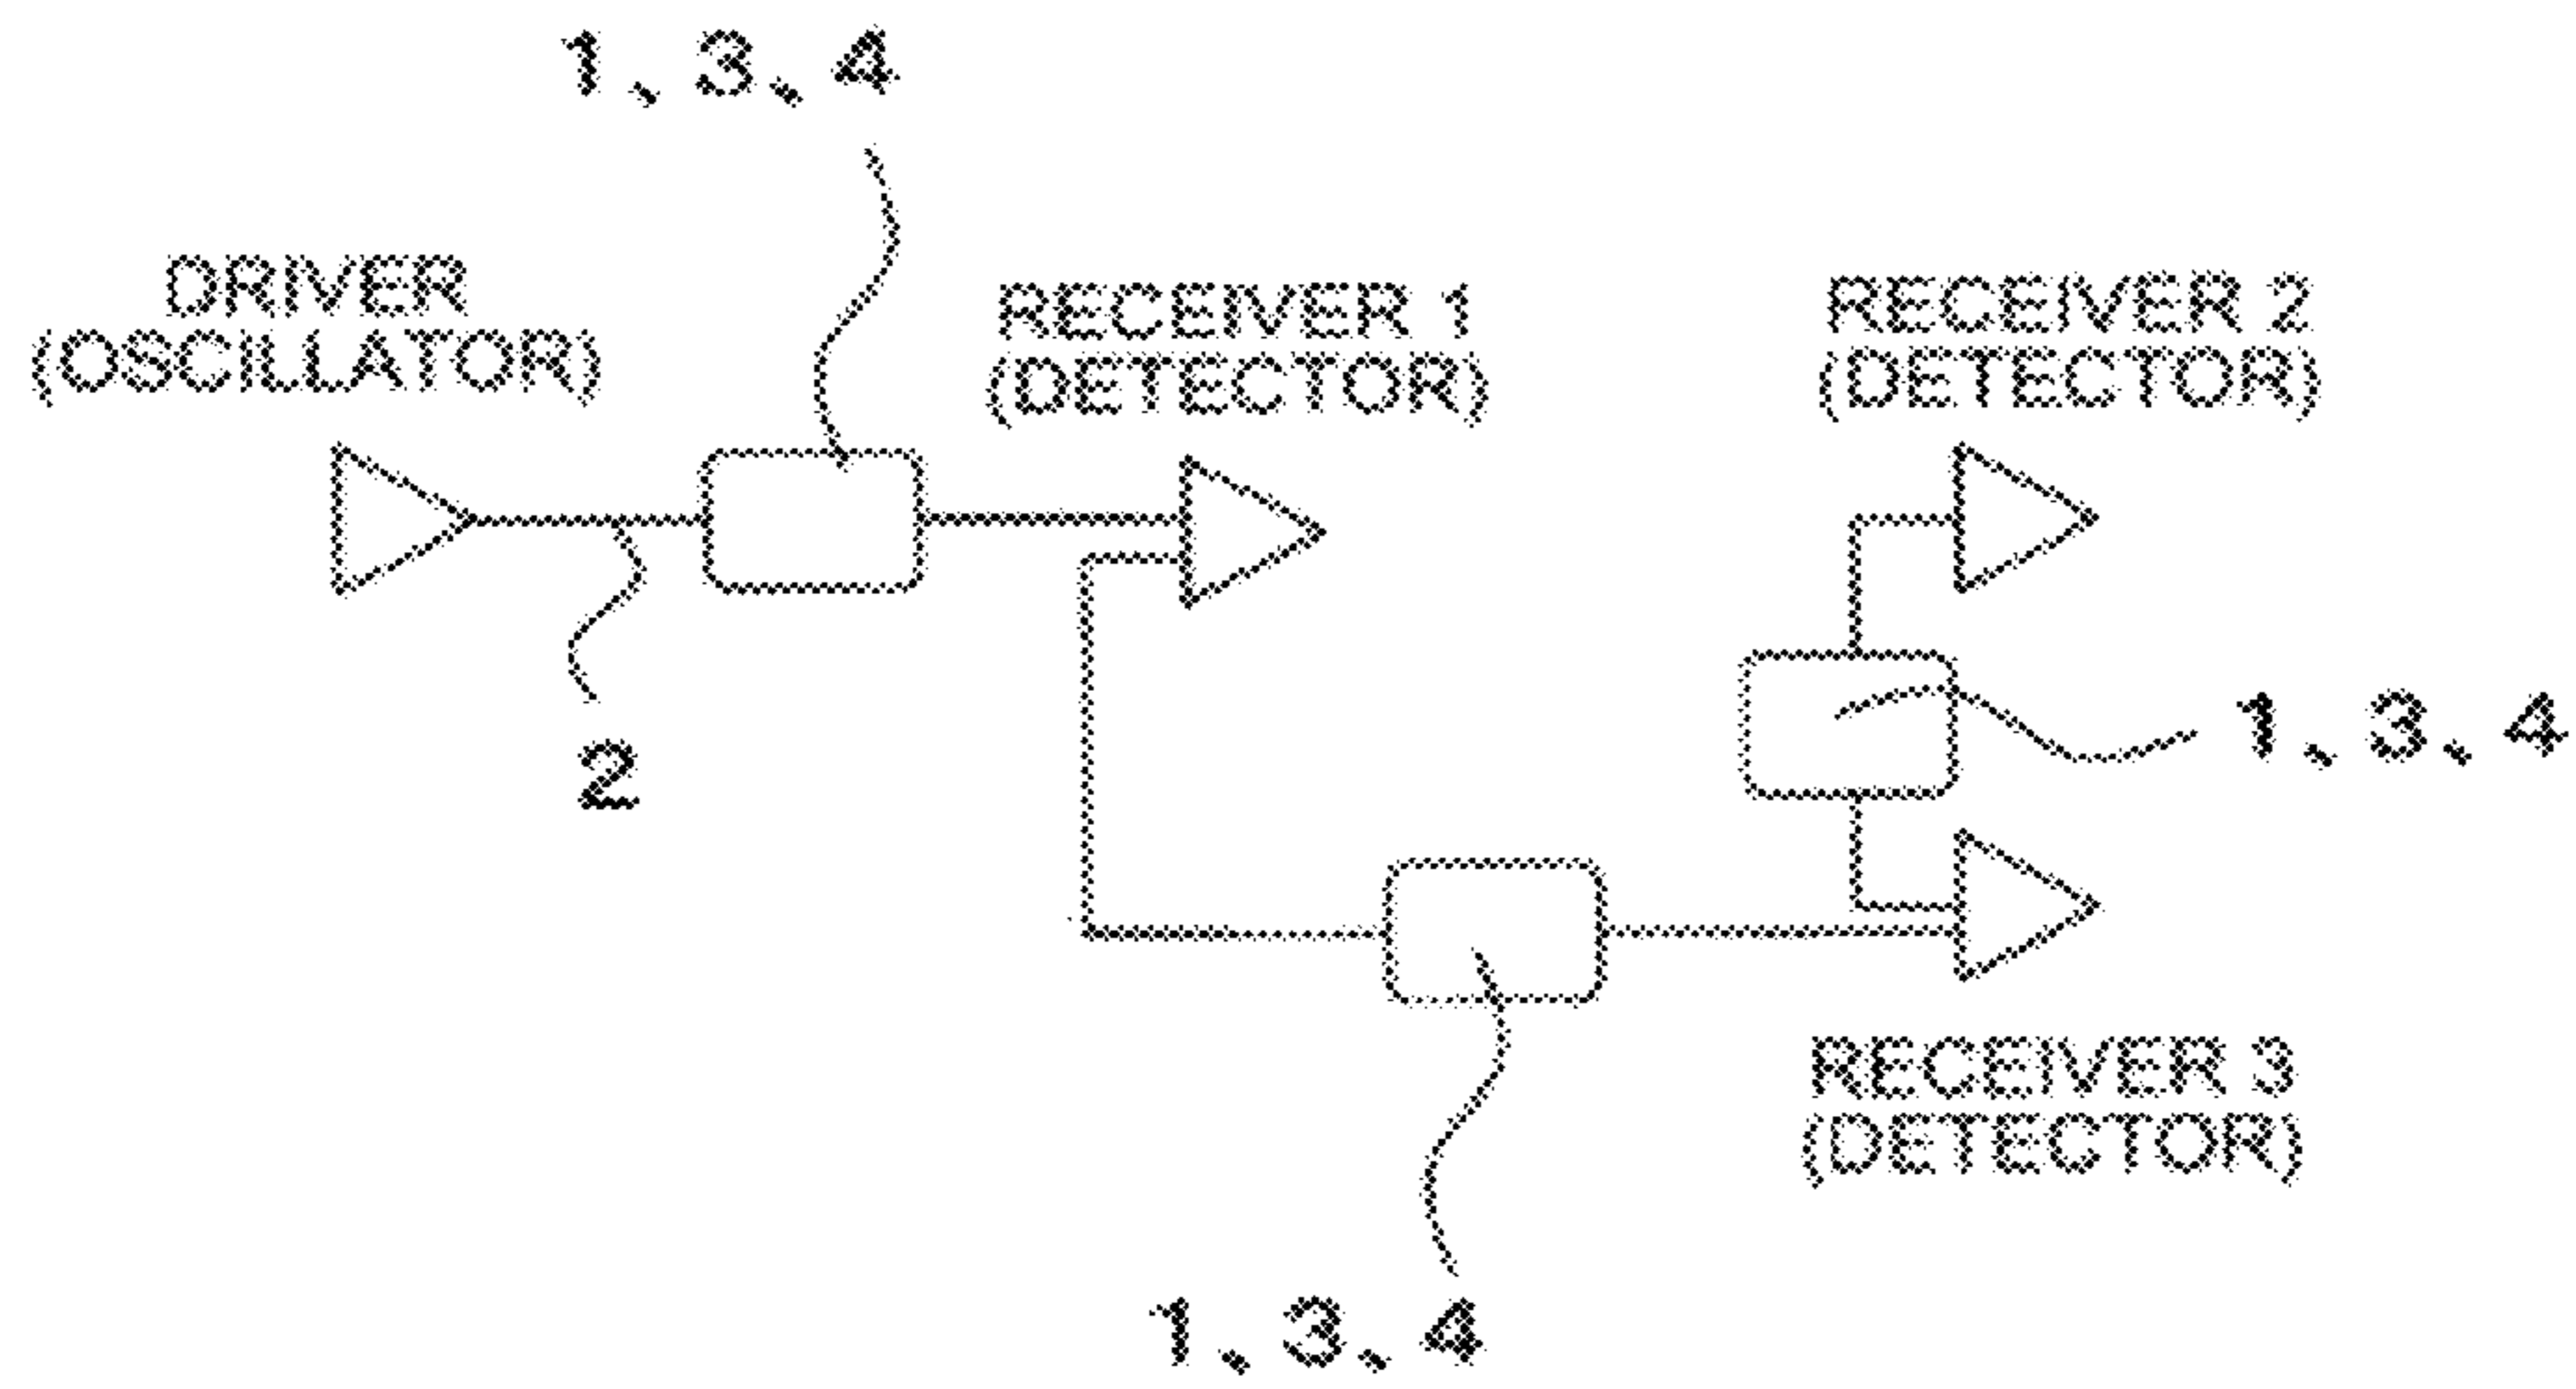 1, 3, 4
DRIVER
(OSCILLATOR)
RECEIVER 1
(DETECTOR)
RECEIVER 2
(DETECTOR)
2
1, 3, 4
RECEIVER 3
(DETECTOR)
1, 3, 4